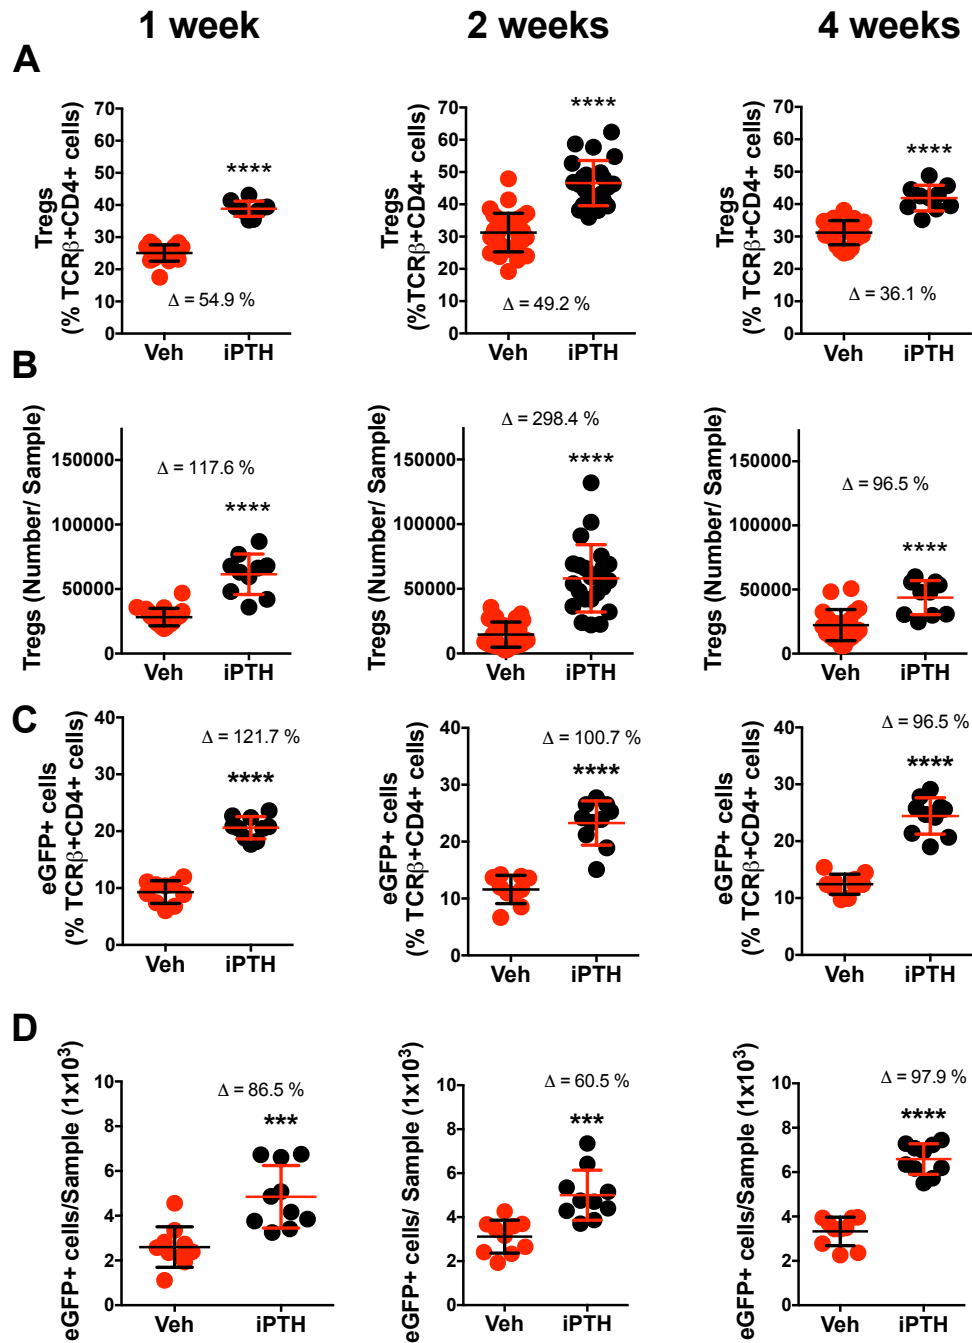 1 week 2 weeks 4 weeks
A
Tregs
(% TCRβ+CD4+ cells)
70
60
50
40
30
20
10
0
****
Δ = 54.9 %
Veh iPTH
Tregs
(% TCRβ+CD4+ cells)
70
60
50
40
30
20
10
0
****
Δ = 49.2 %
Veh iPTH
Tregs
(% TCRβ+CD4+ cells)
70
60
50
40
30
20
10
0
****
Δ = 36.1 %
Veh iPTH
B
Tregs (Number/ Sample)
150000
100000
50000
0
Δ = 117.6 %
****
Veh iPTH
Tregs (Number/ Sample)
150000
100000
50000
0
Δ = 298.4 %
****
Veh iPTH
Tregs (Number/ Sample)
150000
100000
50000
0
Δ = 96.5 %
****
Veh iPTH
C
eGFP+ cells
(% TCRβ+CD4+ cells)
40
30
20
10
0
Δ = 121.7 %
****
Veh iPTH
eGFP+ cells
(% TCRβ+CD4+ cells)
40
30
20
10
0
Δ = 100.7 %
****
Veh iPTH
eGFP+ cells
(% TCRβ+CD4+ cells)
40
30
20
10
0
Δ = 96.5 %
****
Veh iPTH
D
eGFP+ cells/Sample (1x10³)
10
8
6
4
2
0
Δ = 86.5 %
***
Veh iPTH
eGFP+ cells/ Sample (1x10³)
10
8
6
4
2
0
Δ = 60.5 %
***
Veh iPTH
eGFP+ cells/Sample (1x10³)
10
8
6
4
2
0
Δ = 97.9 %
****
Veh iPTH